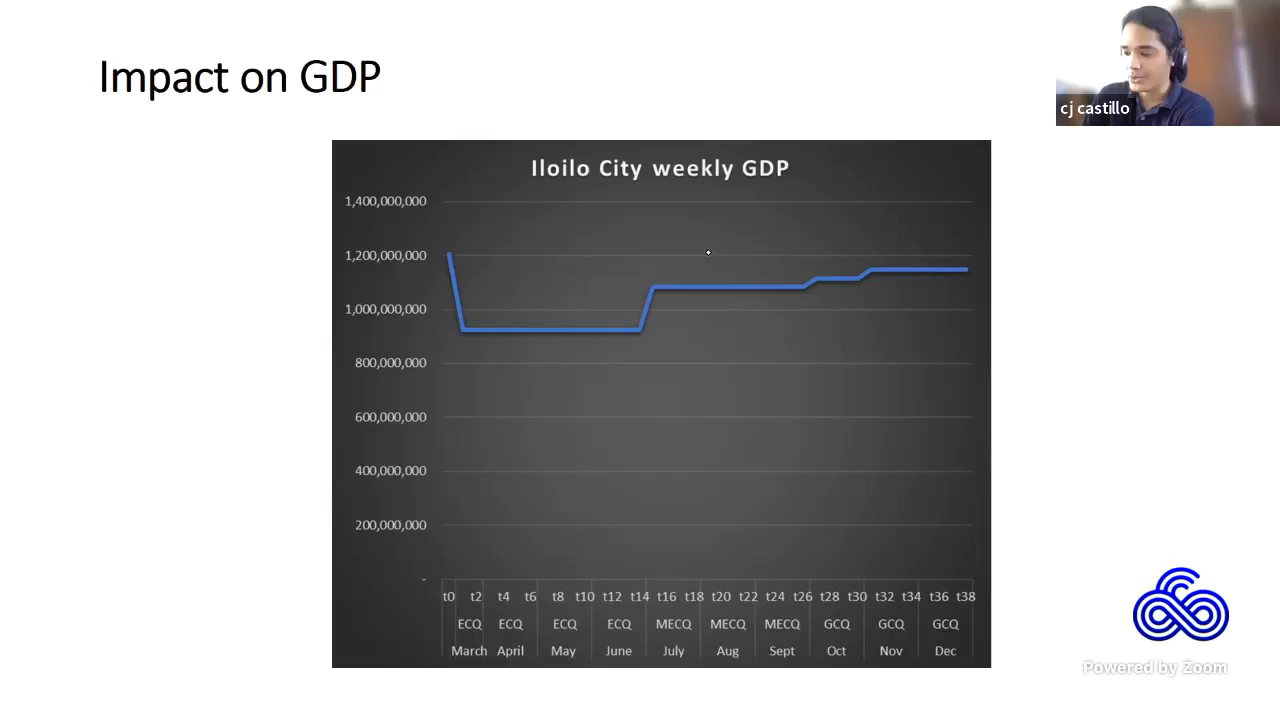 Impact on GDP
cj castillo
Iloilo City weekly GDP
1,400,000,000
1,200,000,000
1,000,000,000
800,000,000
600,000,000
400,000,000
200,000,000
-
t0 t2 t4 t6 t8 t10 t12 t14 t16 t18 t20 t22 t24 t26 t28 t30 t32 t34 t36 t38
ECQ ECQ ECQ ECQ MECQ MECQ MECQ GCQ GCQ GCQ
March April May June July Aug Sept Oct Nov Dec
Powered by Zoom